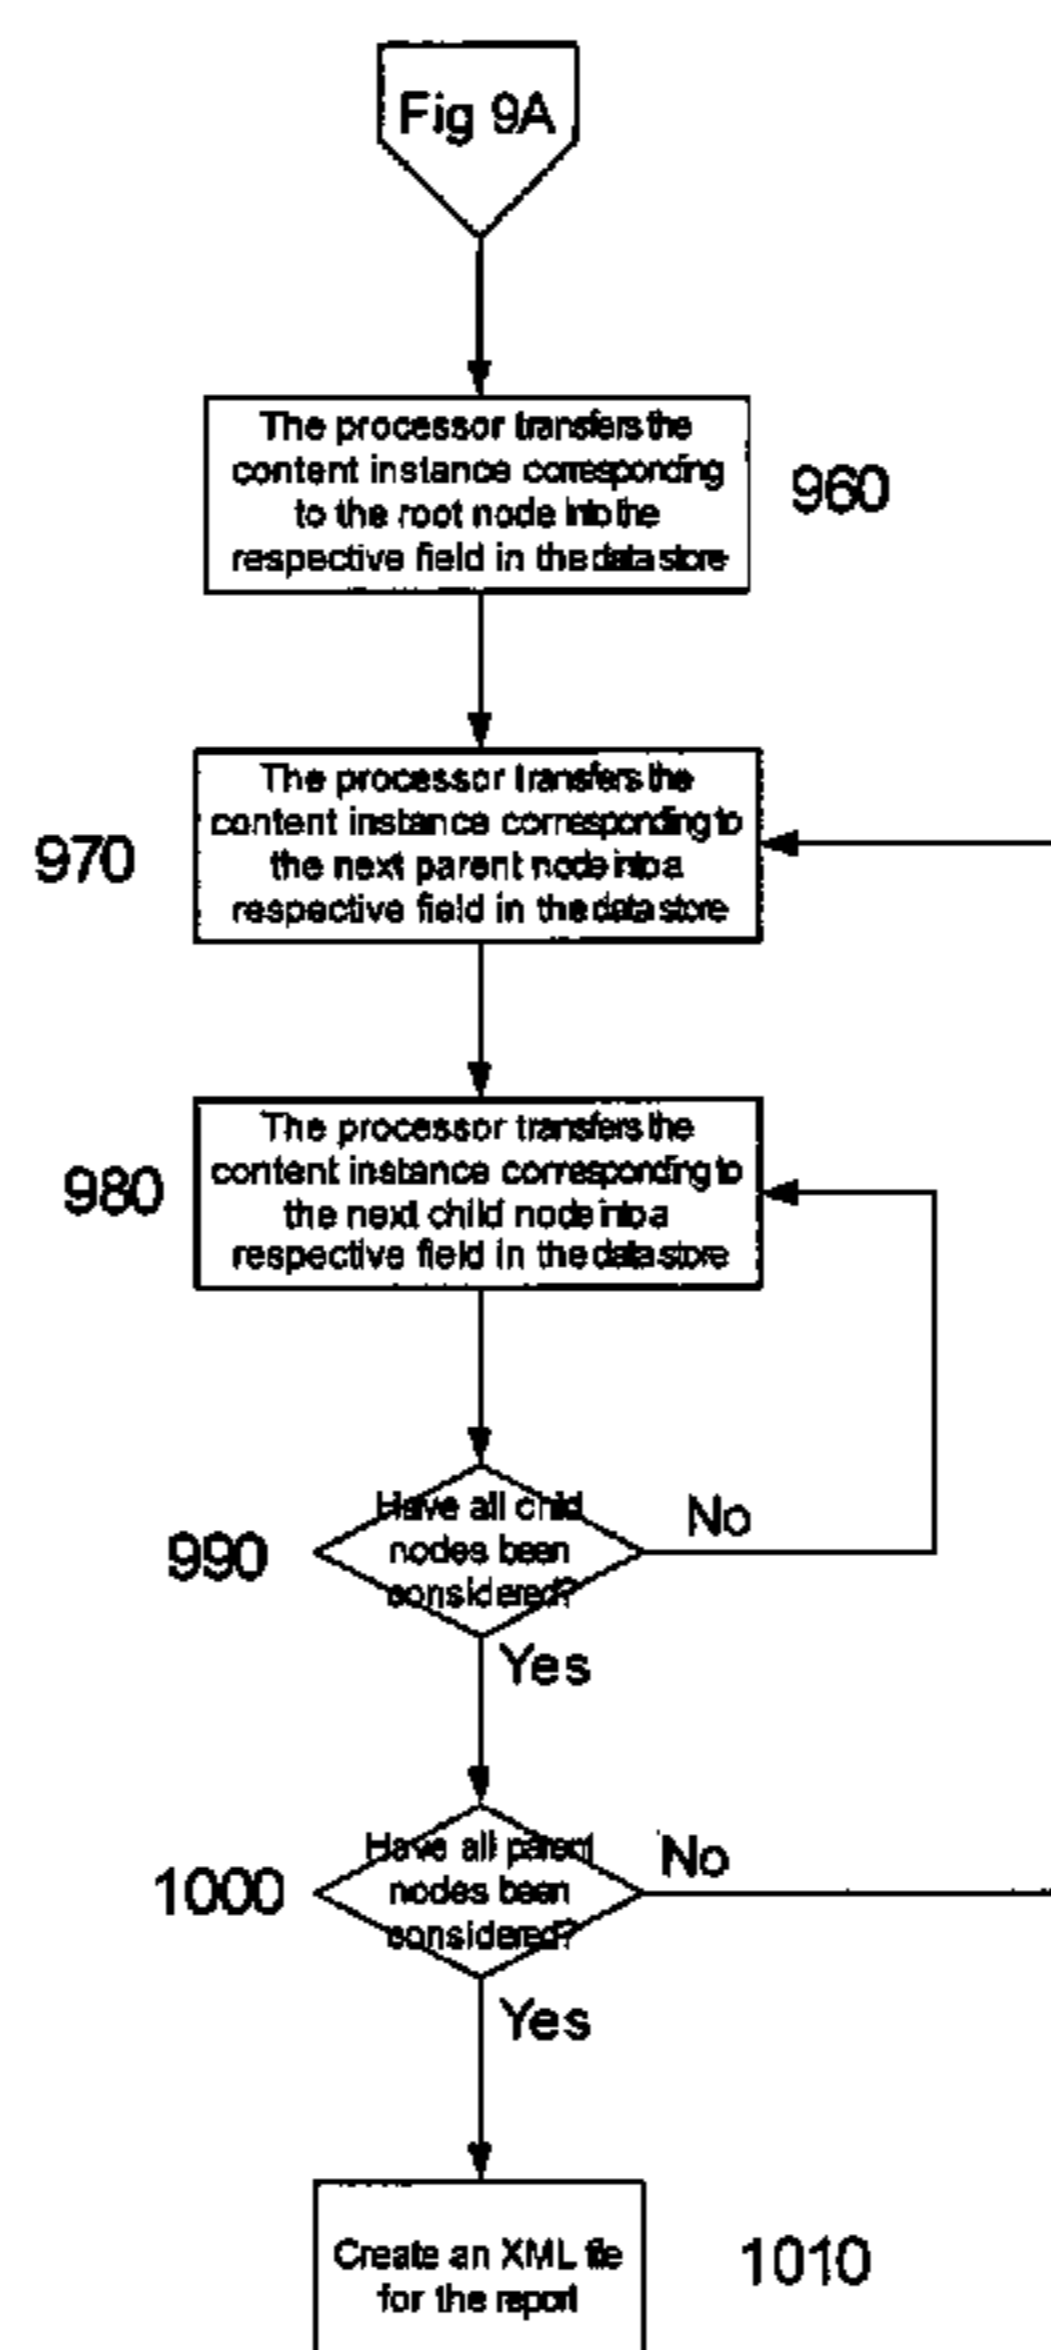 Fig 9A
The processor transfers the
content instance corresponding
to the root node into the
respective field in the data store
960
The processor transfers the
content instance corresponding to
the next parent node into a
respective field in the data store
970
The processor transfers the
content instance corresponding to
the next child node into a
respective field in the data store
980
Have all child
nodes been
considered?
990
No
Yes
Have all parent
nodes been
considered?
1000
No
Yes
Create an XML file
for the report
1010